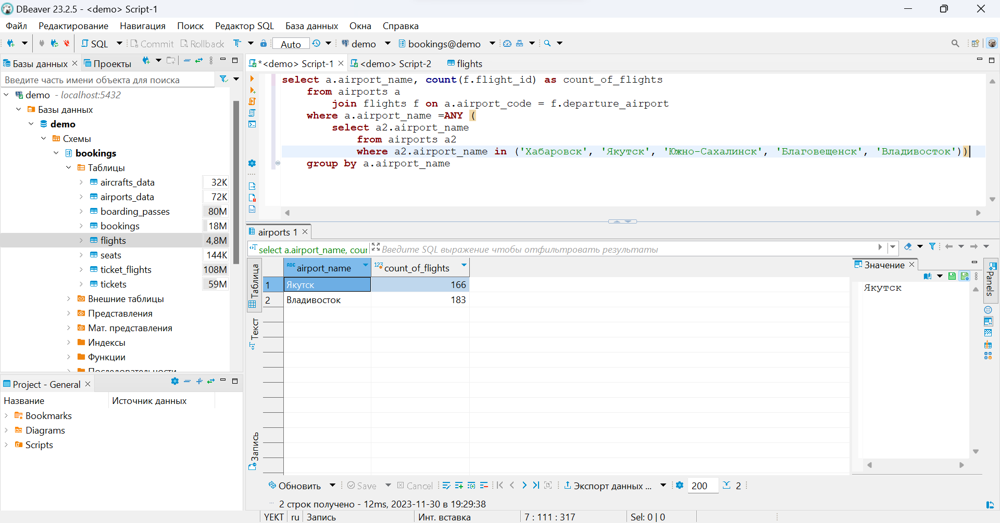 DBeaver 23.2.5 - <demo> Script-1
Файл Редактирование Навигация Поиск Редактор SQL База данных Окна Справка
SQL Commit Rollback Auto demo bookings@demo
Базы данных Проекты
Введите часть имени объекта для поиска
demo - localhost:5432
Базы данных
demo
Схемы
bookings
Таблицы
aircrafts_data 32K
airports_data 72K
boarding_passes 80M
bookings 18M
flights 4,8M
seats 144K
ticket_flights 108M
tickets 59M
Внешние таблицы
Представления
Мат. представления
Индексы
Функции
Последовательности
Project - General
Название Источник данных
Bookmarks
Diagrams
Scripts
*<demo> Script-1 <demo> Script-2 flights
select a.airport_name, count(f.flight_id) as count_of_flights
from airports a
join flights f on a.airport_code = f.departure_airport
where a.airport_name =ANY (
select a2.airport_name
from airports a2
where a2.airport_name in ('Хабаровск', 'Якутск', 'Южно-Сахалинск', 'Благовещенск', 'Владивосток'))
group by a.airport_name
airports 1
select a.airport_name, cour Введите SQL выражение чтобы отфильтровать результаты
Таблица
Текст
Запись
airport_name count_of_flights
1 Якутск 166
2 Владивосток 183
Значение
Якутск
Panels
Обновить Save Cancel Экспорт данных ... 200 2
2 строк получено - 12ms, 2023-11-30 в 19:29:38
YEKT ru Запись Инт. вставка 7 : 111 : 317 Sel: 0 | 0